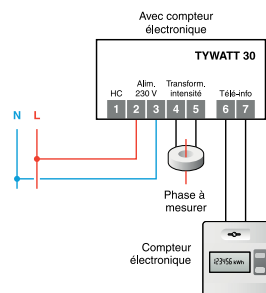 Avec compteur
électronique
TYWATT 30
Alim.
Transform.
HC
230 V
intensité
Télé-info
1
2
3
4
5
6
7
N
L
Phase à
mesurer
Compteur
électronique
123456 kWh